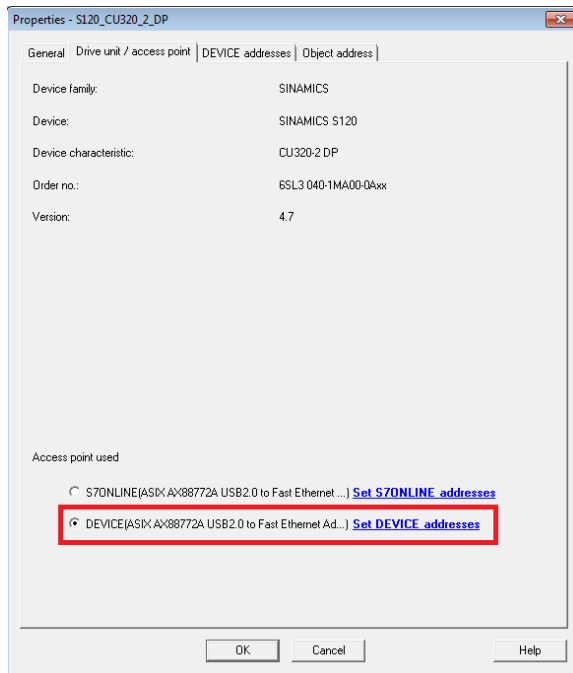 Properties - S120_CU320_2_DP
General Drive unit / access point DEVICE addresses Object address
Device family: SINAMICS
Device: SINAMICS S120
Device characteristic: CU320-2 DP
Order no.: 6SL3 040-1MA00-0Axx
Version: 4.7
Access point used
S7ONLINE(ASIX AX88772A USB2.0 to Fast Ethernet ...) Set S7ONLINE addresses
DEVICE(ASIX AX88772A USB2.0 to Fast Ethernet Ad...) Set DEVICE addresses
OK Cancel Help